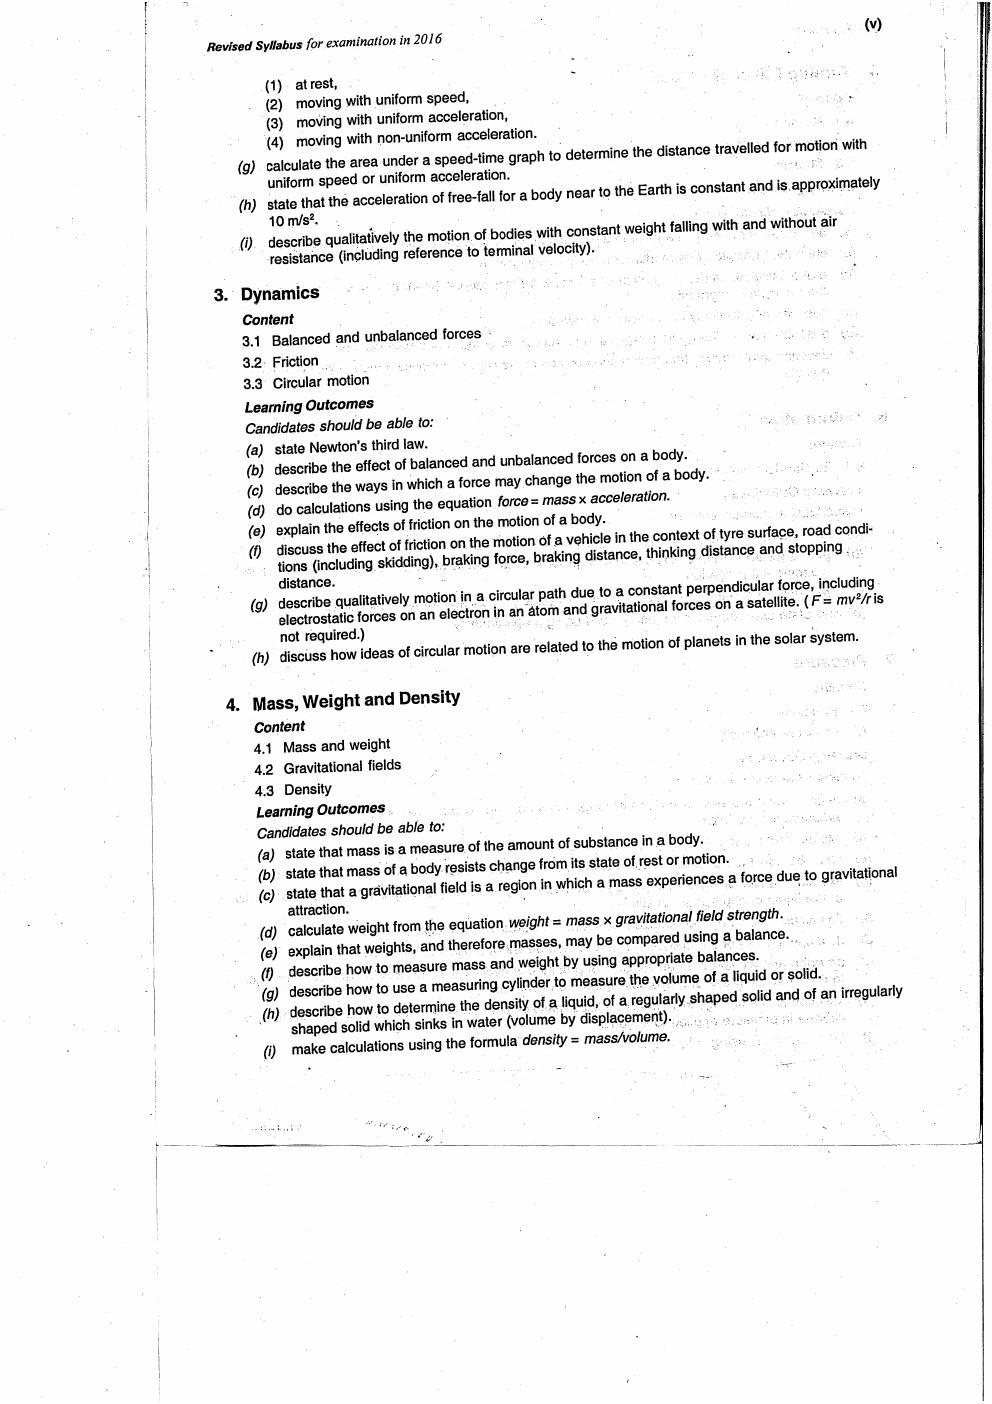 (v)
Revised Syllabus for examination in 2016
(1) at rest,
(2) moving with uniform speed,
(3) moving with uniform acceleration,
(4) moving with non-uniform acceleration.
(g) calculate the area under a speed-time graph to determine the distance travelled for motion with
uniform speed or uniform acceleration.
(h) state that the acceleration of free-fall for a body near to the Earth is constant and is approximately
10 m/s².
(i) describe qualitatively the motion of bodies with constant weight falling with and without air
resistance (including reference to terminal velocity).
3. Dynamics
Content
3.1 Balanced and unbalanced forces
3.2 Friction
3.3 Circular motion
Learning Outcomes
Candidates should be able to:
(a) state Newton's third law.
(b) describe the effect of balanced and unbalanced forces on a body.
(c) describe the ways in which a force may change the motion of a body.
(d) do calculations using the equation force = mass x acceleration.
(e) explain the effects of friction on the motion of a body.
(f) discuss the effect of friction on the motion of a vehicle in the context of tyre surface, road condi-
tions (including skidding), braking force, braking distance, thinking distance and stopping
distance.
(g) describe qualitatively motion in a circular path due to a constant perpendicular force, including
electrostatic forces on an electron in an atom and gravitational forces on a satellite. ( F = mv²/r is
not required.)
(h) discuss how ideas of circular motion are related to the motion of planets in the solar system.
4. Mass, Weight and Density
Content
4.1 Mass and weight
4.2 Gravitational fields
4.3 Density
Learning Outcomes
Candidates should be able to:
(a) state that mass is a measure of the amount of substance in a body.
(b) state that mass of a body resists change from its state of rest or motion.
(c) state that a gravitational field is a region in which a mass experiences a force due to gravitational
attraction.
(d) calculate weight from the equation weight = mass x gravitational field strength.
(e) explain that weights, and therefore masses, may be compared using a balance.
(f) describe how to measure mass and weight by using appropriate balances.
(g) describe how to use a measuring cylinder to measure the volume of a liquid or solid.
(h) describe how to determine the density of a liquid, of a regularly shaped solid and of an irregularly
shaped solid which sinks in water (volume by displacement).
(i) make calculations using the formula density = mass/volume.